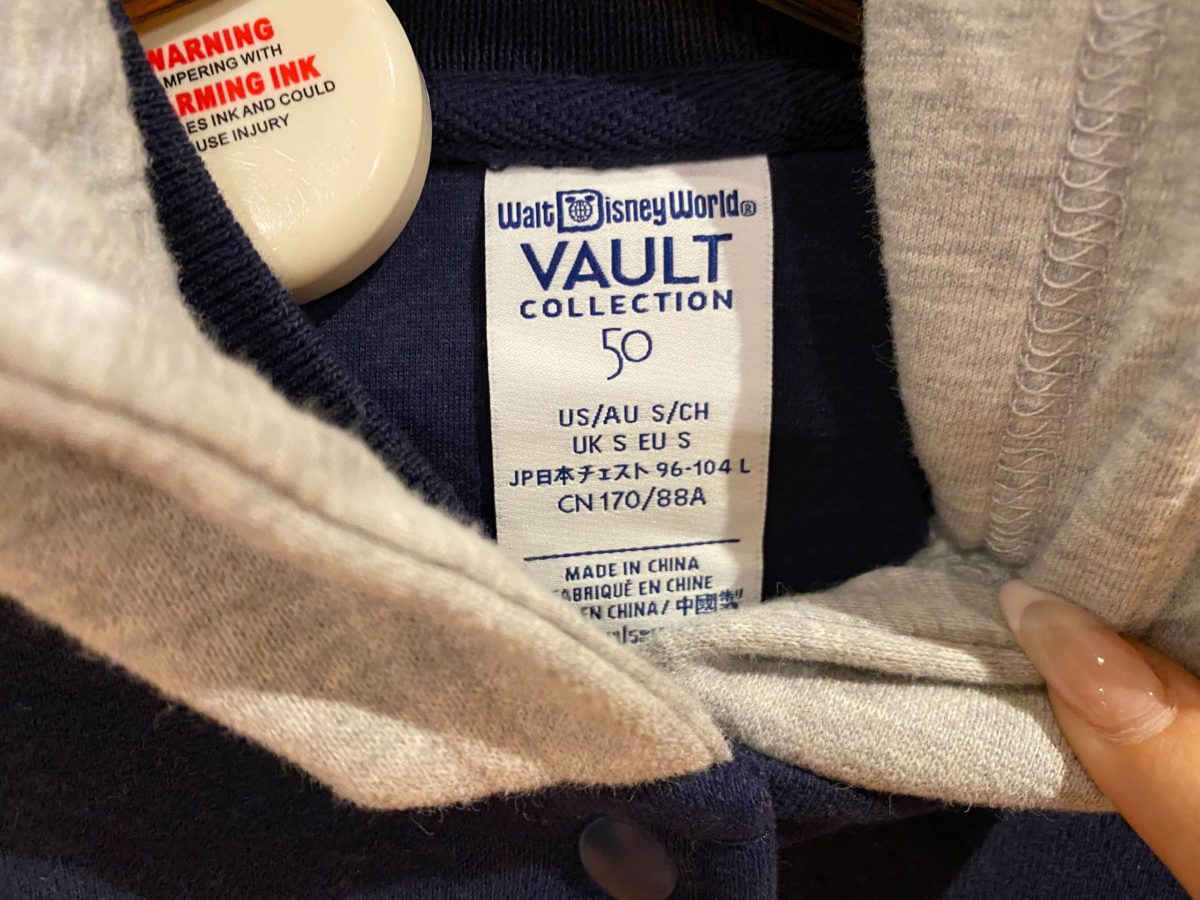 WARNING
MPERING WITH
RMING INK
ES INK AND COULD
USE INJURY
Walt Disney World®
VAULT
COLLECTION
50
US/AU S/CH
UK S EU S
JP日本チェスト 96-104 L
CN 170/88A
MADE IN CHINA
FABRIQUÉ EN CHINE
EN CHINA/ 中國製